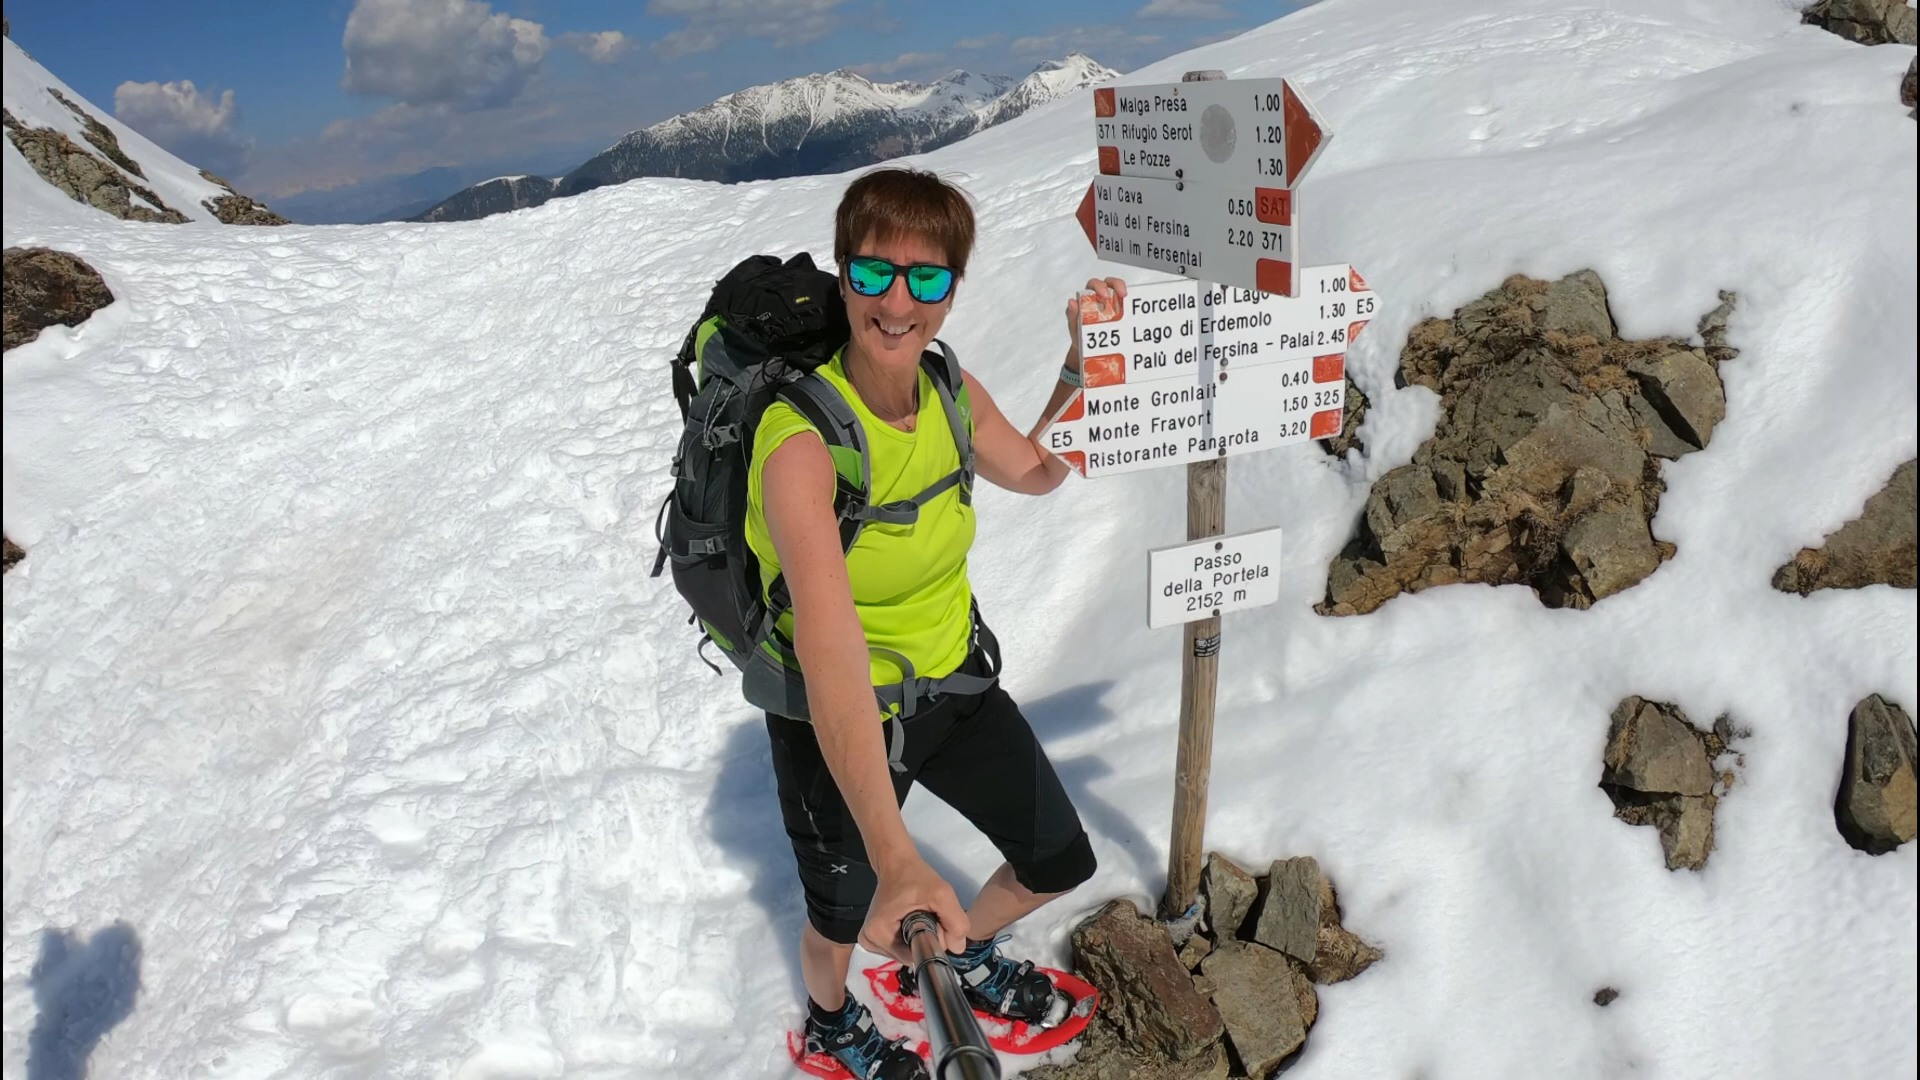 Malga Presa 1.00
371 Rifugio Serot 1.20
Le Pozze 1.30
Val Cava
Palù del Fersina 0.50 SAT
Palai im Fersental 2.20 371
Forcella del Lago 1.00
325 Lago di Erdemolo 1.30 E5
Palù del Fersina - Palai 2.45
Monte Gronlait 0.40
E5 Monte Fravort 1.50 325
Ristorante Panarota 3.20
Passo
della Portela
2152 m